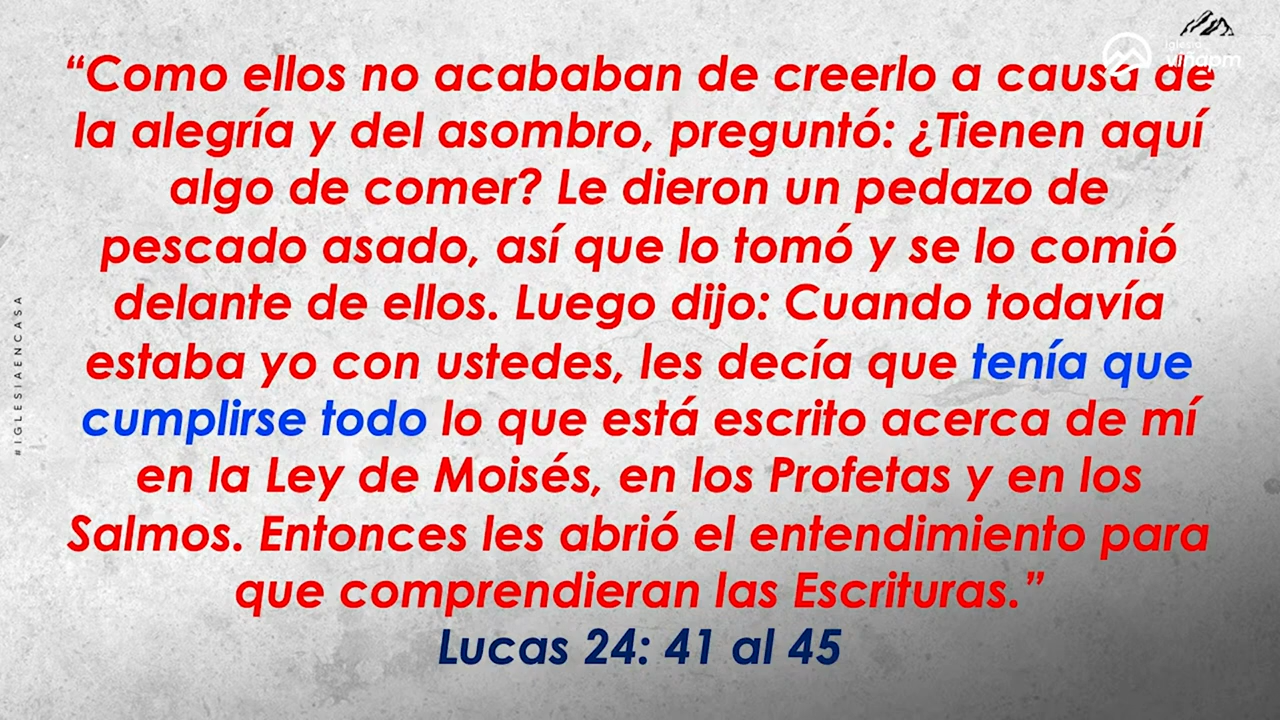 “Como ellos no acababan de creerlo a causa de
la alegría y del asombro, preguntó: ¿Tienen aquí
algo de comer? Le dieron un pedazo de
pescado asado, así que lo tomó y se lo comió
delante de ellos. Luego dijo: Cuando todavía
estaba yo con ustedes, les decía que tenía que
cumplirse todo lo que está escrito acerca de mí
en la Ley de Moisés, en los Profetas y en los
Salmos. Entonces les abrió el entendimiento para
que comprendieran las Escrituras.”
Lucas 24: 41 al 45
Iglesia
viñapm
#IGLESIAENCASA